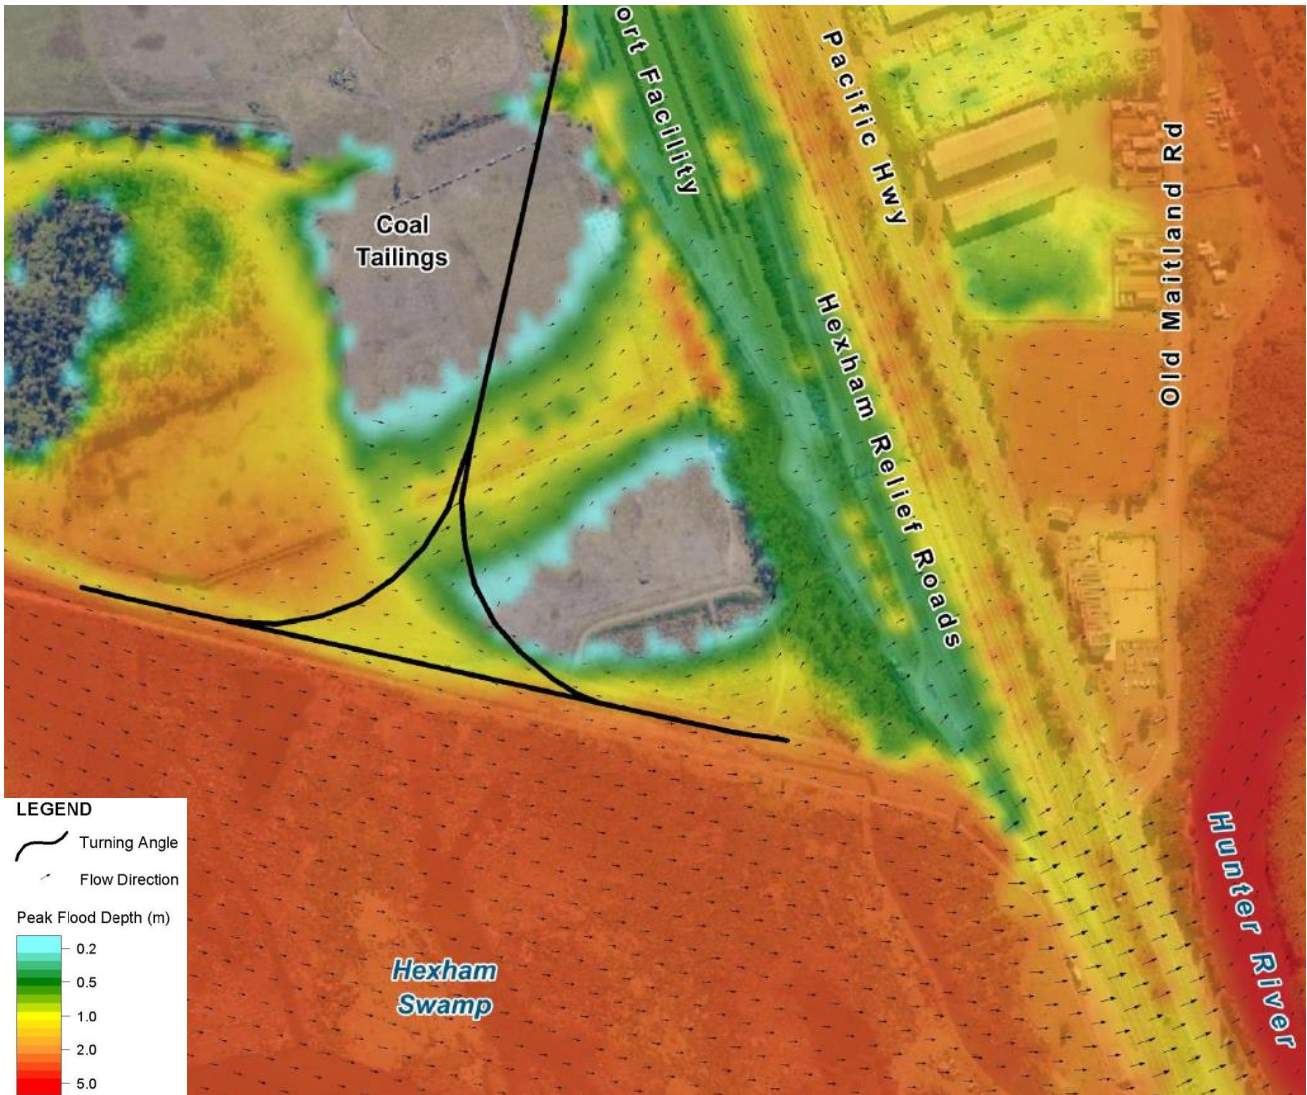 ort Facility
Pacific Hwy
Old Maitland Rd
Coal
Tailings
Hexham Relief Roads
LEGEND
Turning Angle
Flow Direction
Peak Flood Depth (m)
0.2
0.5
1.0
2.0
5.0
Hexham
Swamp
Hunter River